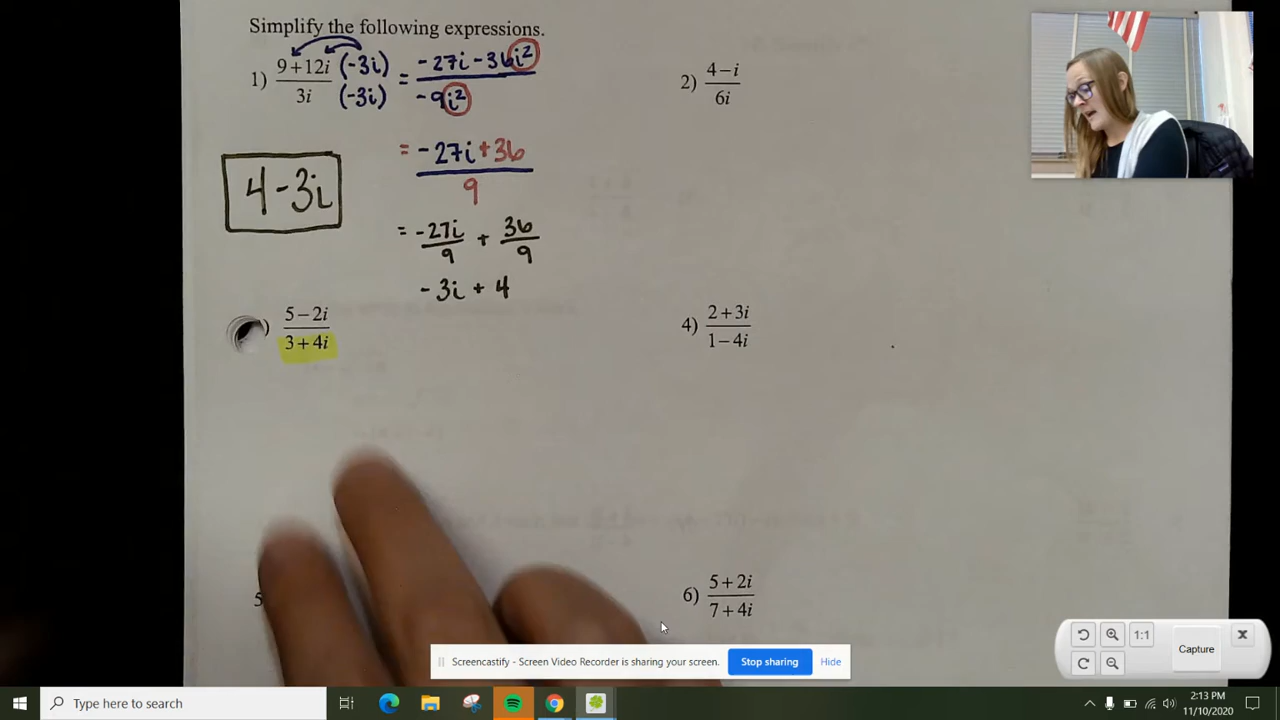 Simplify the following expressions.
1) 9+12i (-3i) = -27i - 36i²
3i (-3i) -9i²
= -27i + 36
9
4 - 3i
= -27i + 36
9 9
-3i + 4
2) 4 - i
6i
) 5 - 2i
3 + 4i
4) 2 + 3i
1 - 4i
5
6) 5 + 2i
7 + 4i
1:1
Capture
Screencastify - Screen Video Recorder is sharing your screen.
Stop sharing
Hide
Type here to search
2:13 PM
11/10/2020